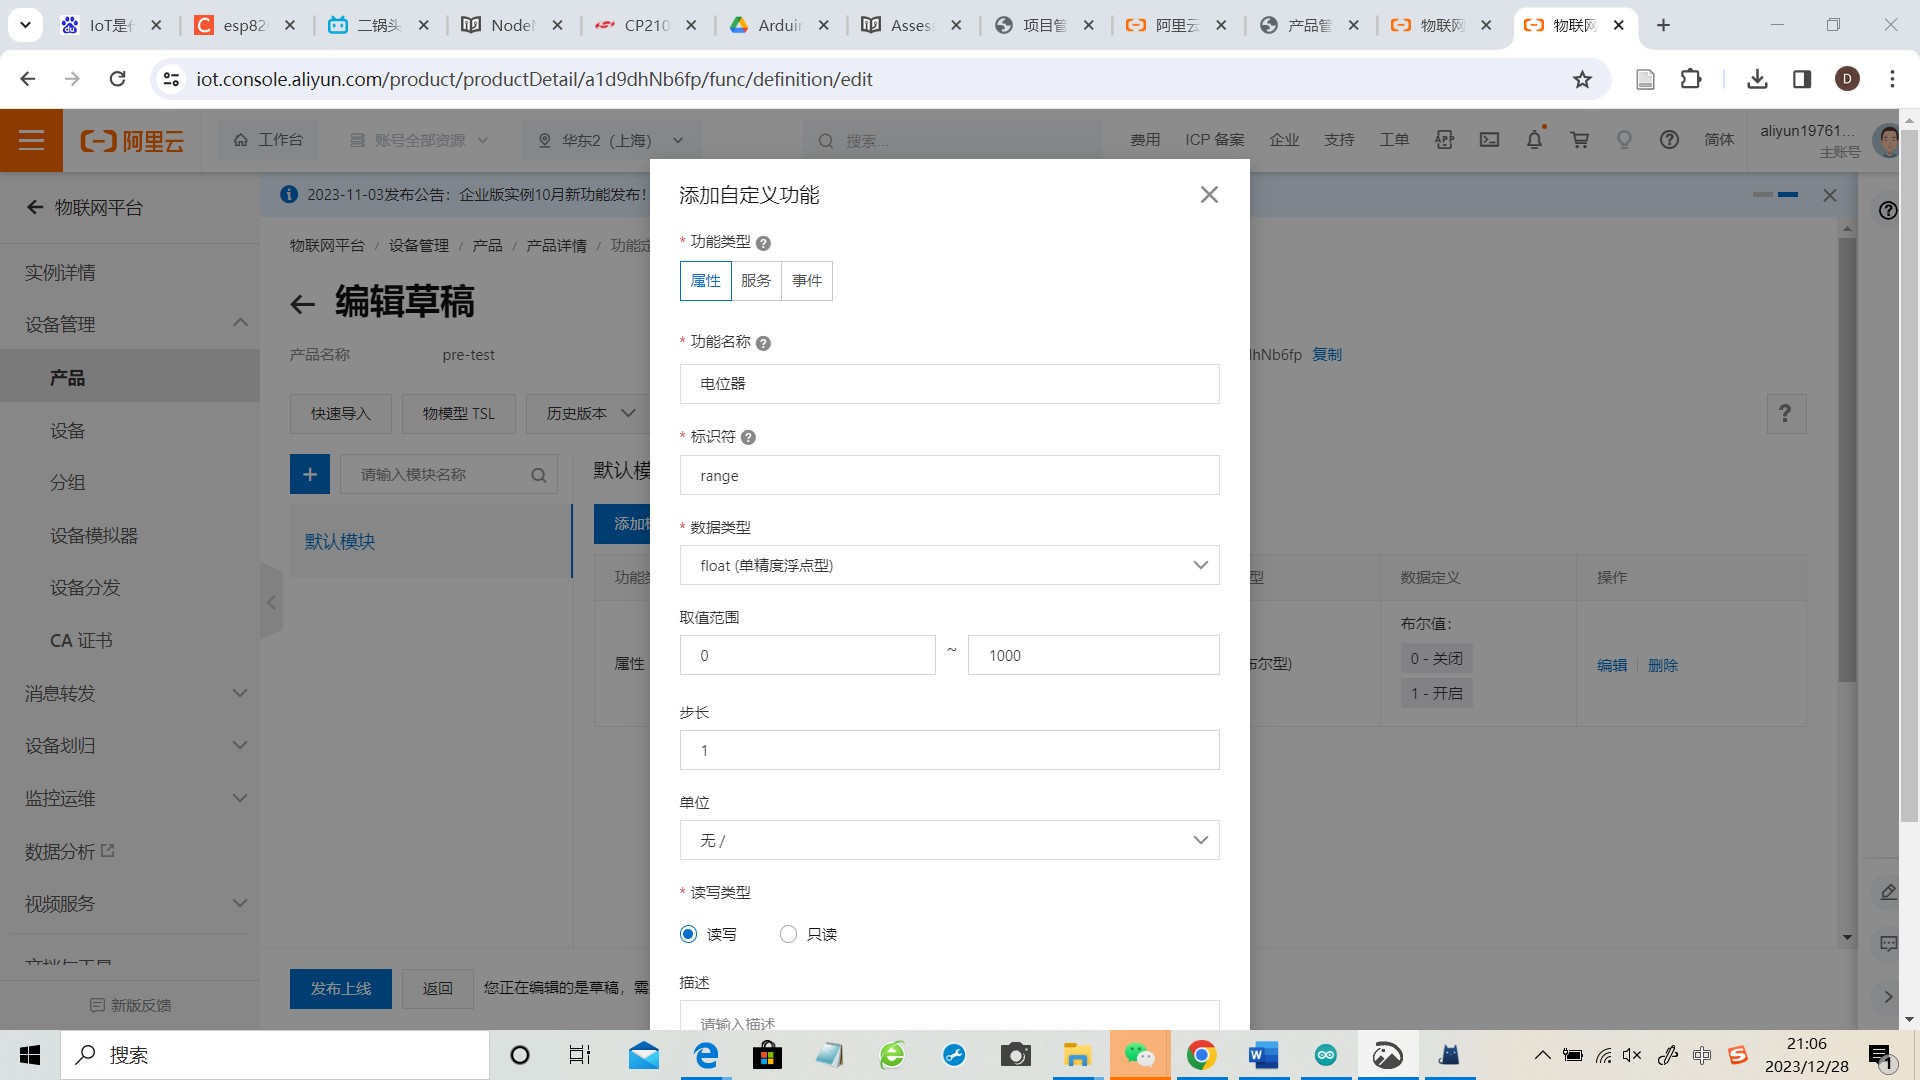 IoT是
esp826
二锅头
Node
CP210
Arduin
Assess
项目管
阿里云
产品管
物联网
物联网
iot.console.aliyun.com/product/productDetail/a1d9dhNb6fp/func/definition/edit
D
阿里云
工作台
账号全部资源
华东2（上海）
搜索...
费用
ICP 备案
企业
支持
工单
简体
aliyun19761...
主账号
物联网平台
实例详情
设备管理
产品
设备
分组
设备模拟器
设备分发
CA 证书
消息转发
设备划归
监控运维
数据分析
视频服务
新版反馈
2023-11-03发布公告：企业版实例10月新功能发布！
物联网平台 / 设备管理 / 产品 / 产品详情 / 功能定
编辑草稿
产品名称
pre-test
hNb6fp 复制
快速导入
物模型 TSL
历史版本
?
+
请输入模块名称
默认模块
默认模
添加
功能
型
数据定义
操作
属性
布尔型)
布尔值：
0 - 关闭
1 - 开启
编辑 | 删除
发布上线
返回
您正在编辑的是草稿，需
添加自定义功能
* 功能类型 ?
属性
服务
事件
* 功能名称 ?
电位器
* 标识符 ?
range
* 数据类型
float (单精度浮点型)
取值范围
0 ~ 1000
步长
1
单位
无 /
* 读写类型
读写
只读
描述
请输入描述
搜索
中
21:06
2023/12/28
1